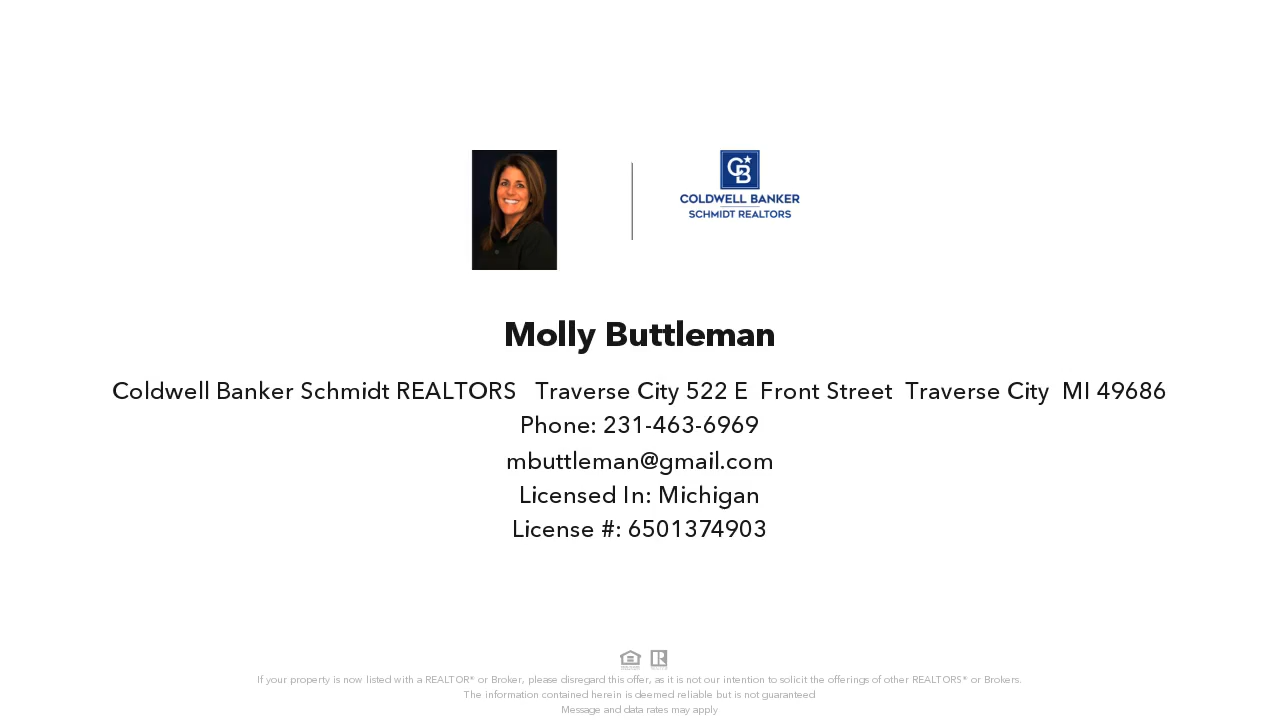 CB
COLDWELL BANKER
SCHMIDT REALTORS
Molly Buttleman
Coldwell Banker Schmidt REALTORS   Traverse City 522 E  Front Street  Traverse City  MI 49686
Phone: 231-463-6969
mbuttleman@gmail.com
Licensed In: Michigan
License #: 6501374903
If your property is now listed with a REALTOR® or Broker, please disregard this offer, as it is not our intention to solicit the offerings of other REALTORS® or Brokers.
The information contained herein is deemed reliable but is not guaranteed
Message and data rates may apply